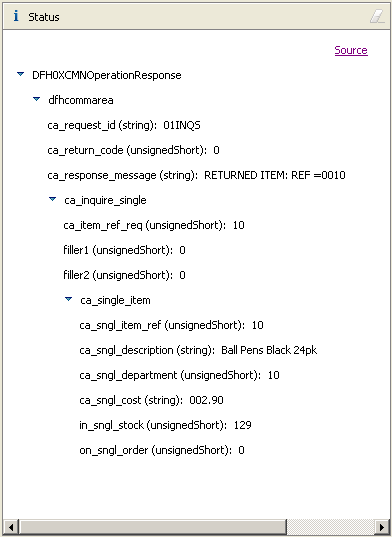 Status
Source
DFH0XCMNOperationResponse
dfhcommarea
ca_request_id (string): 01INQS
ca_return_code (unsignedShort): 0
ca_response_message (string): RETURNED ITEM: REF =0010
ca_inquire_single
ca_item_ref_req (unsignedShort): 10
filler1 (unsignedShort): 0
filler2 (unsignedShort): 0
ca_single_item
ca_sngl_item_ref (unsignedShort): 10
ca_sngl_description (string): Ball Pens Black 24pk
ca_sngl_department (unsignedShort): 10
ca_sngl_cost (string): 002.90
in_sngl_stock (unsignedShort): 129
on_sngl_order (unsignedShort): 0